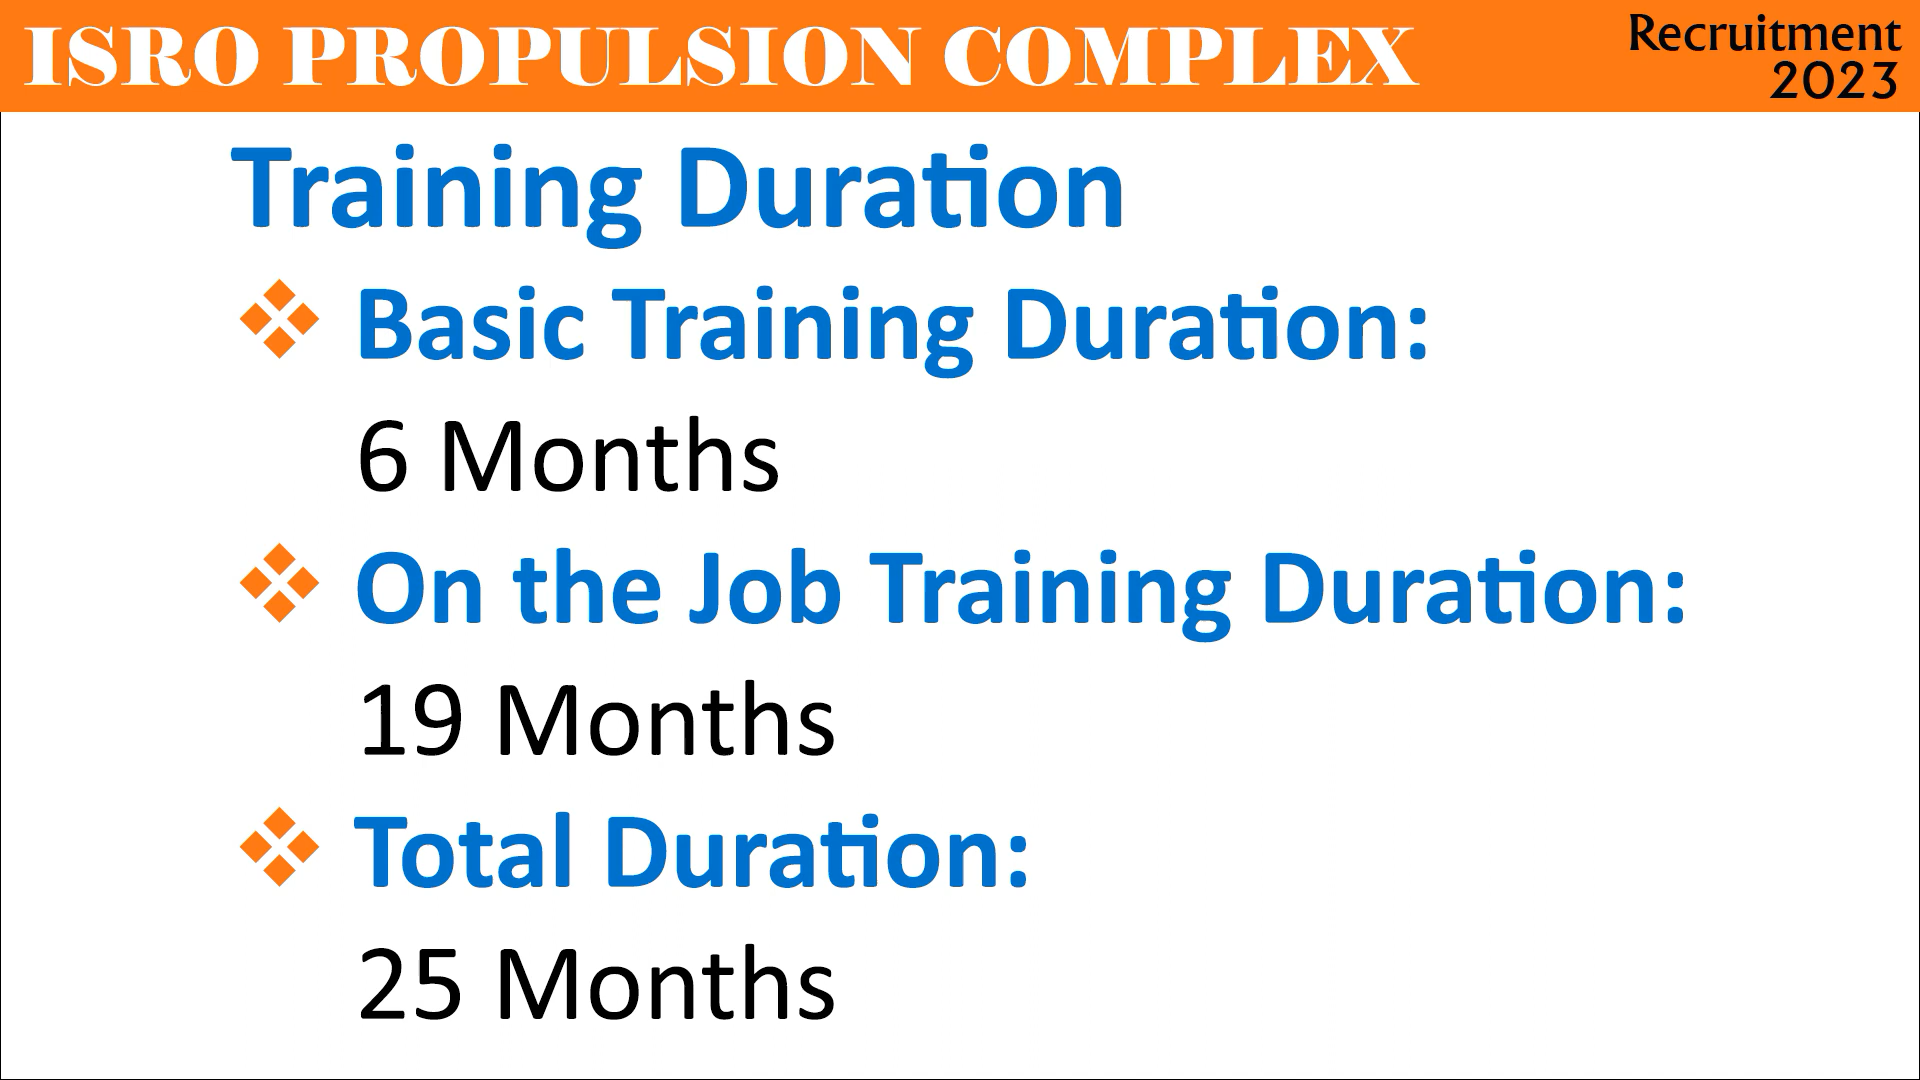 ISRO PROPULSION COMPLEX
Recruitment
2023
Training Duration
❖ Basic Training Duration:
6 Months
❖ On the Job Training Duration:
19 Months
❖ Total Duration:
25 Months